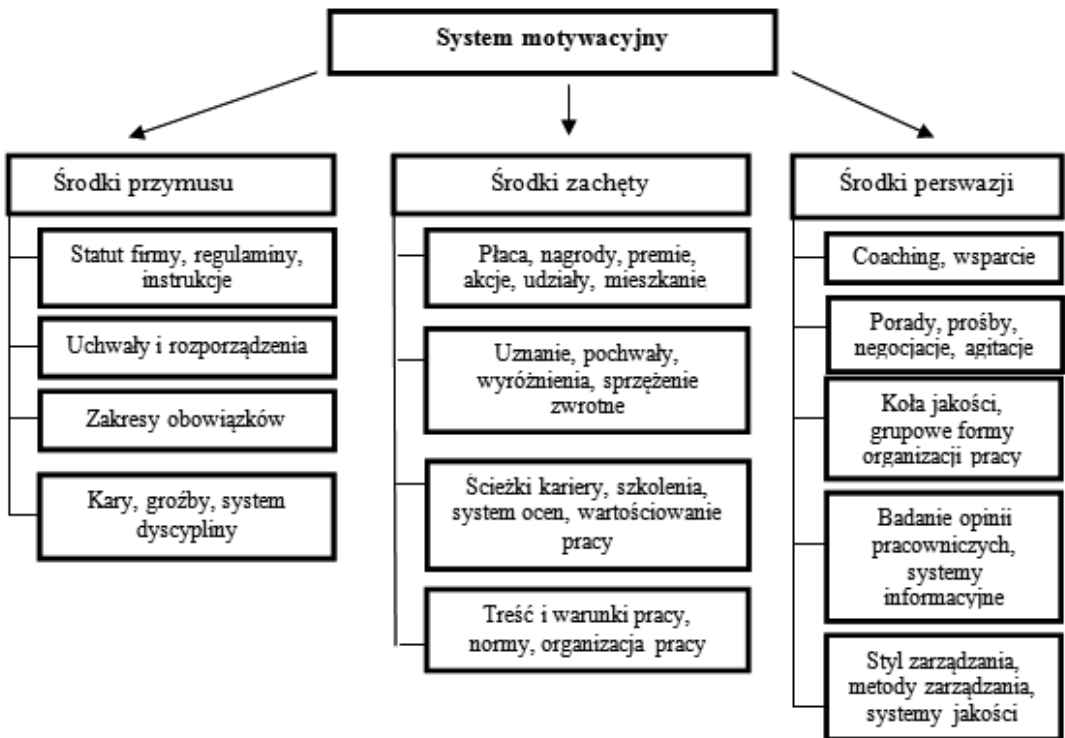 System motywacyjny
Środki przymusu
Statut firmy, regulaminy,
instrukcje
Uchwały i rozporządzenia
Zakresy obowiązków
Kary, groźby, system
dyscypliny
Środki zachęty
Płaca, nagrody, premie,
akcje, udziały, mieszkanie
Uznanie, pochwały,
wyróżnienia, sprzężenie
zwrotne
Ścieżki kariery, szkolenia,
system ocen, wartościowanie
pracy
Treść i warunki pracy,
normy, organizacja pracy
Środki perswazji
Coaching, wsparcie
Porady, prośby,
negocjacje, agitacje
Koła jakości,
grupowe formy
organizacji pracy
Badanie opinii
pracowniczych,
systemy
informacyjne
Styl zarządzania,
metody zarządzania,
systemy jakości